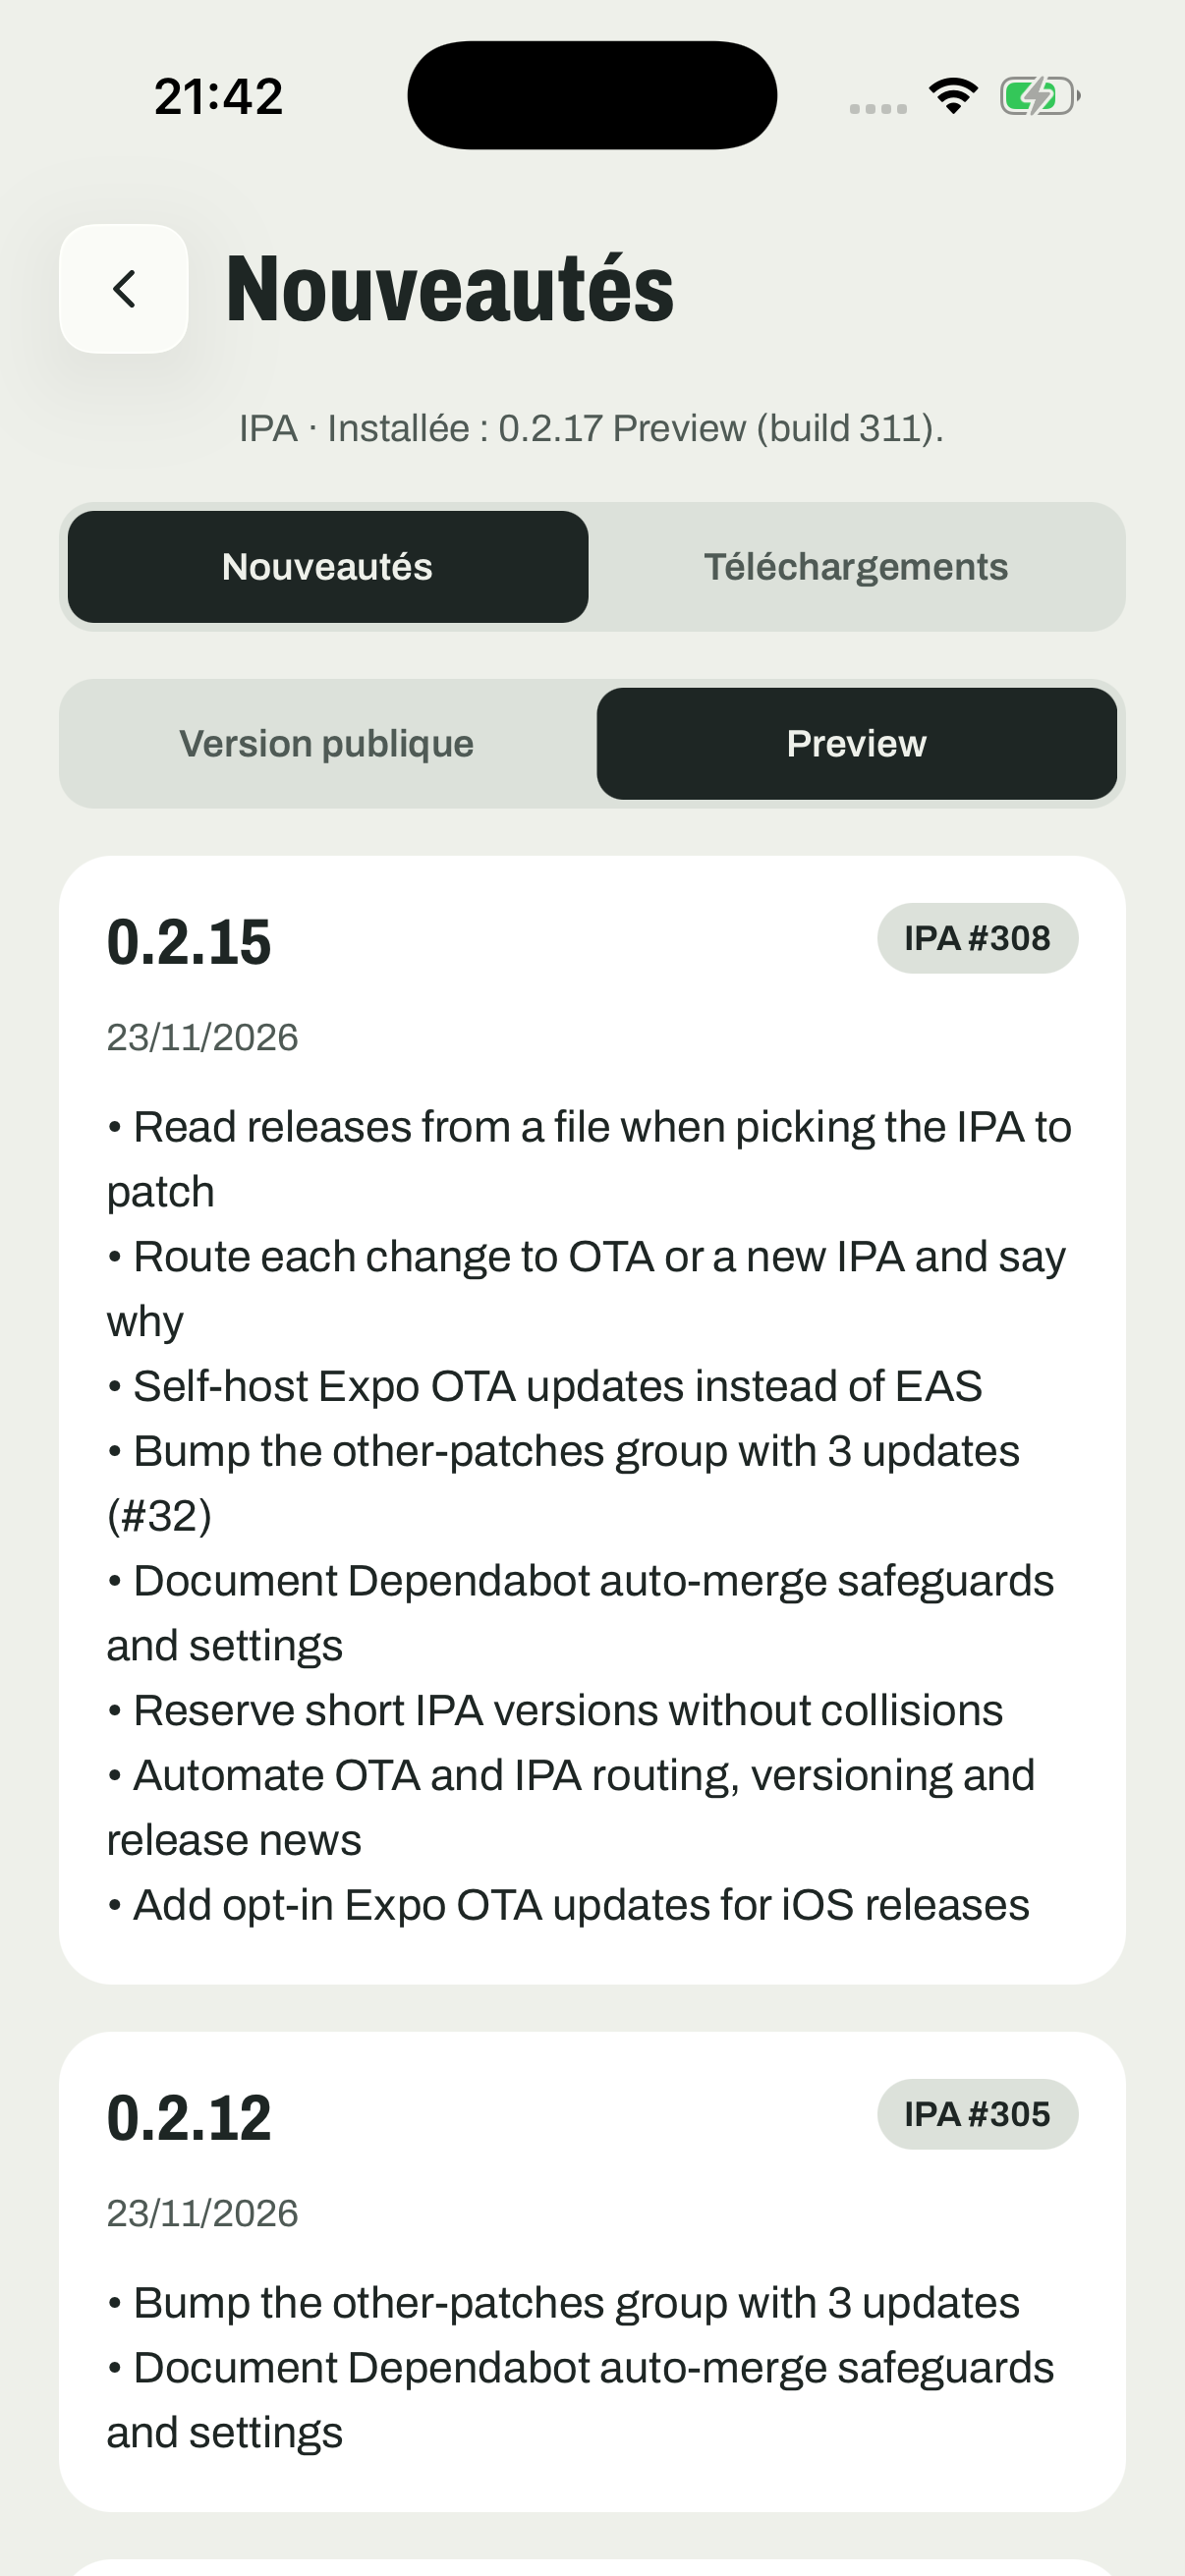 21:42
Nouveautés
IPA · Installée : 0.2.17 Preview (build 311).
Nouveautés
Téléchargements
Version publique
Preview
0.2.15
IPA #308
23/11/2026
• Read releases from a file when picking the IPA to
patch
• Route each change to OTA or a new IPA and say
why
• Self-host Expo OTA updates instead of EAS
• Bump the other-patches group with 3 updates
(#32)
• Document Dependabot auto-merge safeguards
and settings
• Reserve short IPA versions without collisions
• Automate OTA and IPA routing, versioning and
release news
• Add opt-in Expo OTA updates for iOS releases
0.2.12
IPA #305
23/11/2026
• Bump the other-patches group with 3 updates
• Document Dependabot auto-merge safeguards
and settings